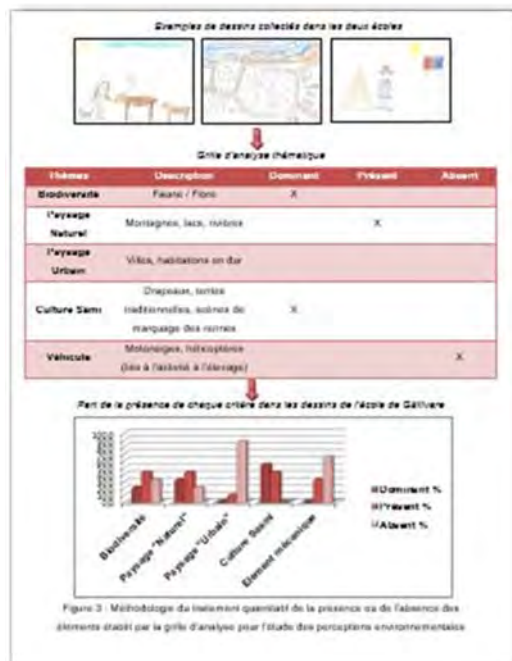 Exemples de dessins collectés dans les deux écoles
Grille d'analyse thématique
Thèmes Description Dominant Présent Absent
Biodiversité Faune / Flore X
Paysage Naturel Montagnes, lacs, rivières X
Paysage Urbain Villes, habitations en dur
Culture Sami Drapeaux, tentes traditionnelles, scènes de marquage des rennes X
Véhicule Motoneiges, hélicoptères (liés à l'activité à l'élevage) X
Part de la présence de chaque critère dans les dessins de l'école de Gällivare
Biodiversité
Paysage "Naturel"
Paysage "Urbain"
Culture Saami
Element mécanique
Dominant %
Présent %
Absent %
Figure 3 : Méthodologie du traitement quantitatif de la présence ou de l'absence des
éléments établit par la grille d'analyse pour l'étude des perceptions environnementales